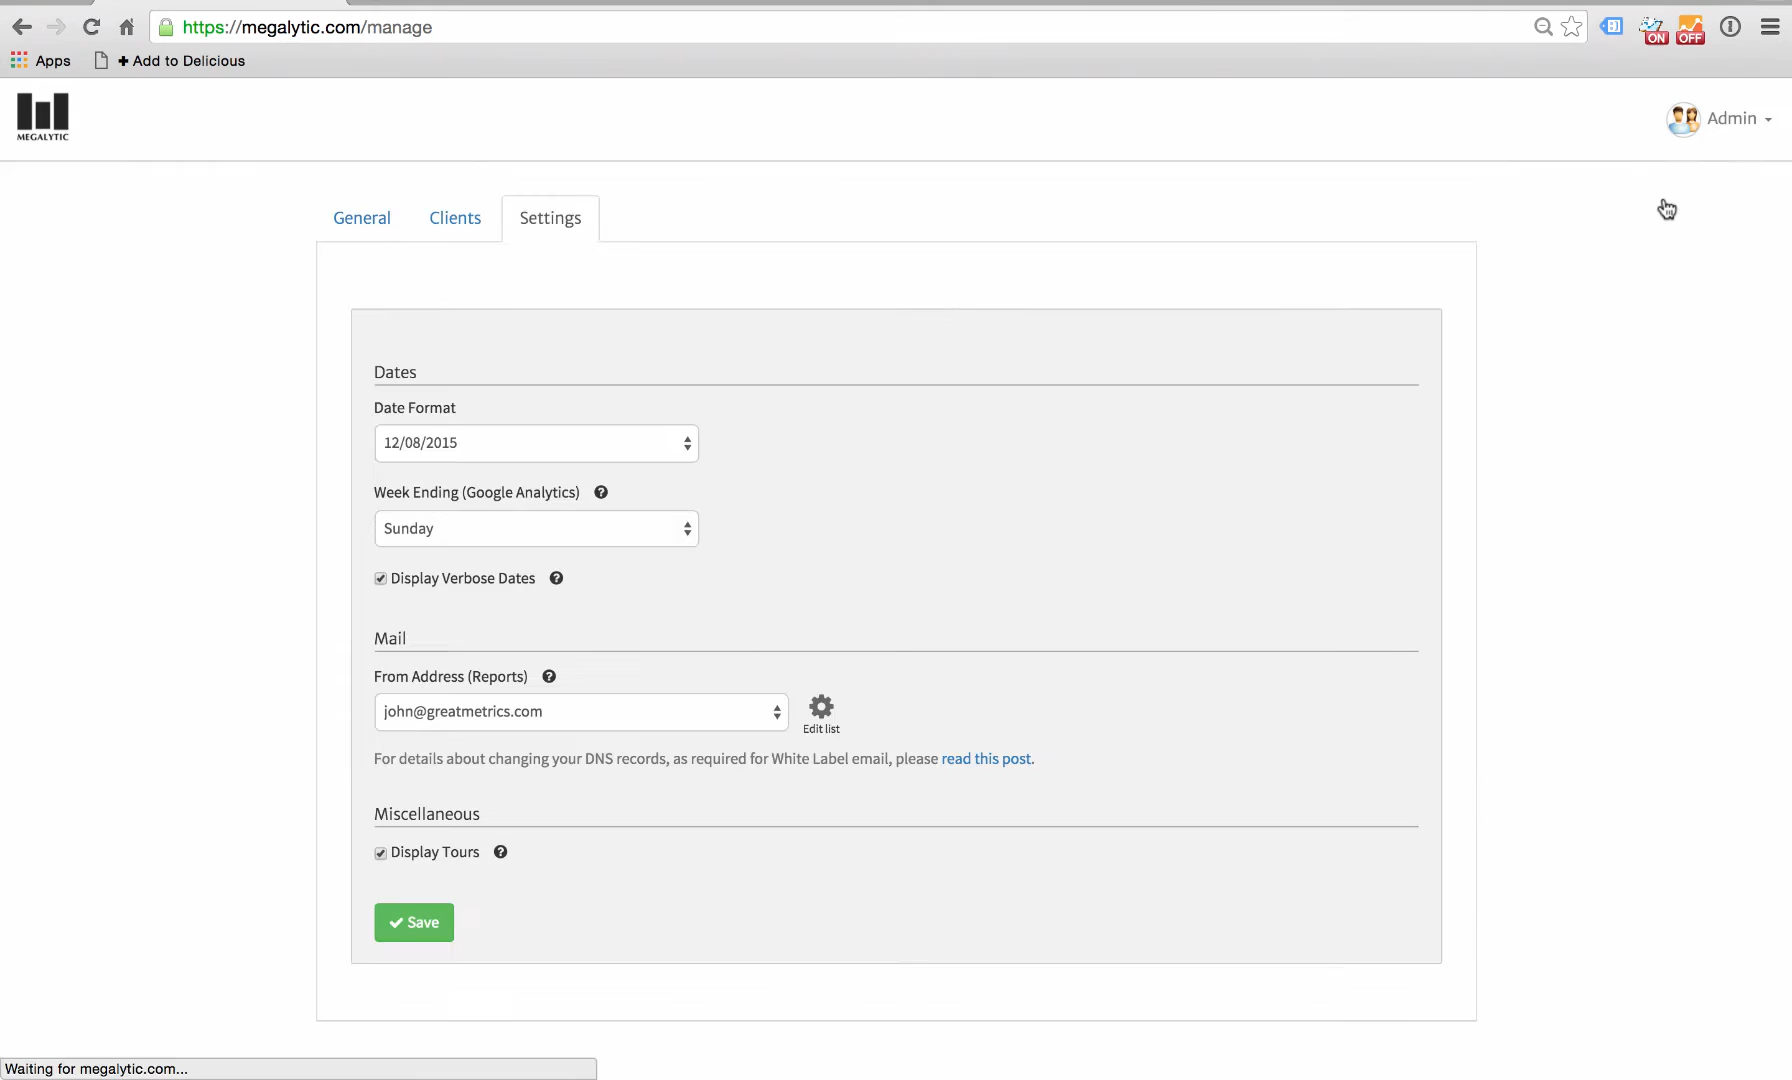 https://megalytic.com/manage
ON
OFF
Apps
+ Add to Delicious
MEGALYTIC
Admin
General
Clients
Settings
Dates
Date Format
12/08/2015
Week Ending (Google Analytics)
Sunday
Display Verbose Dates
Mail
From Address (Reports)
john@greatmetrics.com
Edit list
For details about changing your DNS records, as required for White Label email, please read this post.
Miscellaneous
Display Tours
Save
Waiting for megalytic.com...